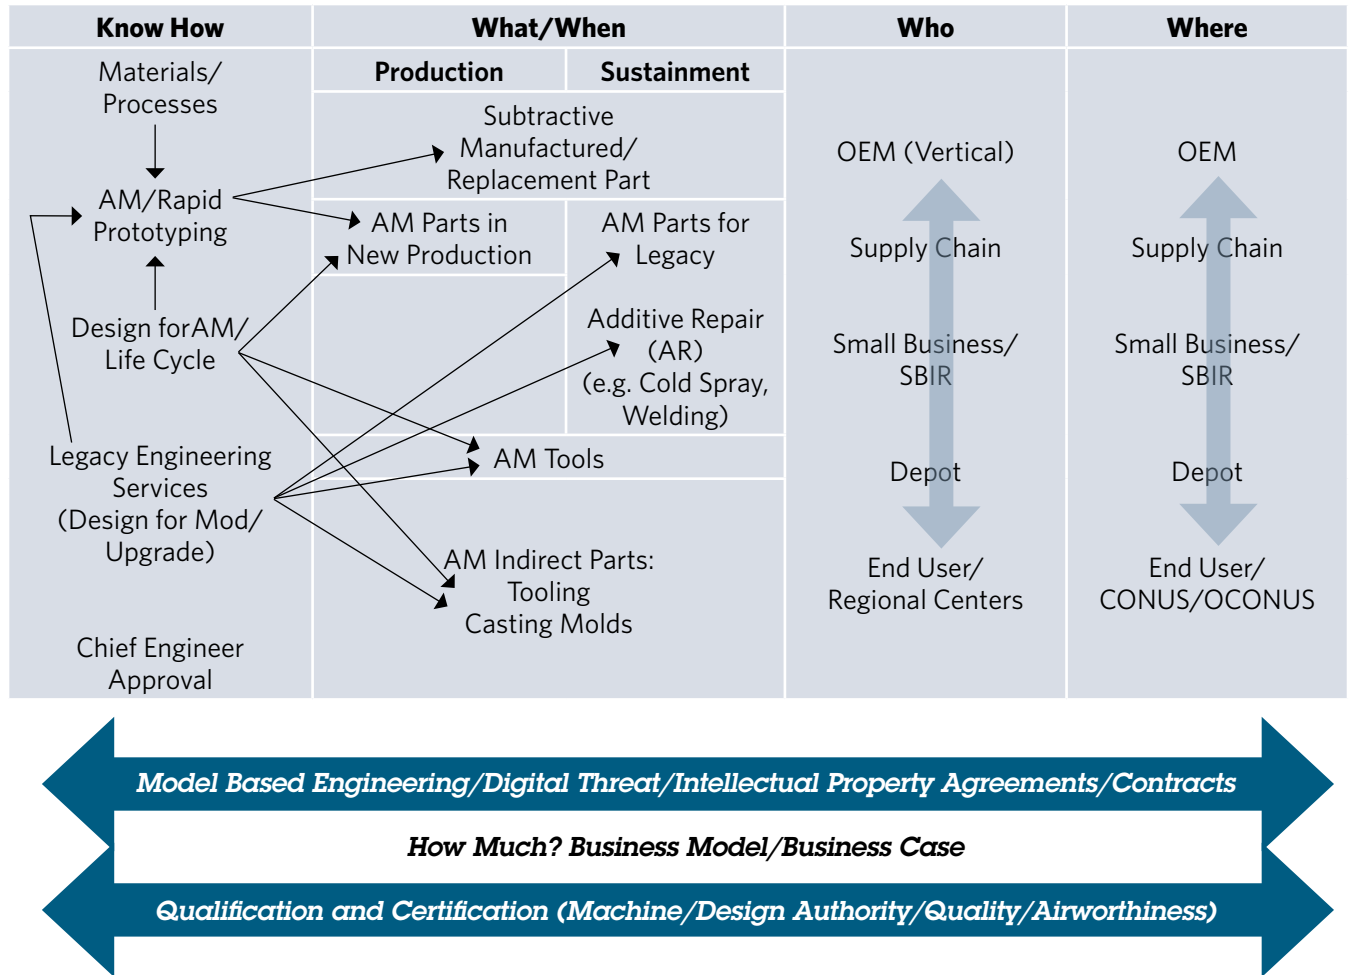 Know How
What/When
Who
Where
Materials/
Processes
AM/Rapid
Prototyping
Design forAM/
Life Cycle
Legacy Engineering
Services
(Design for Mod/
Upgrade)
Chief Engineer
Approval
Production
Sustainment
Subtractive
Manufactured/
Replacement Part
AM Parts in
New Production
AM Parts for
Legacy
Additive Repair
(AR)
(e.g. Cold Spray,
Welding)
AM Tools
AM Indirect Parts:
Tooling
Casting Molds
OEM (Vertical)
Supply Chain
Small Business/
SBIR
Depot
End User/
Regional Centers
OEM
Supply Chain
Small Business/
SBIR
Depot
End User/
CONUS/OCONUS
Model Based Engineering/Digital Threat/Intellectual Property Agreements/Contracts
How Much? Business Model/Business Case
Qualification and Certification (Machine/Design Authority/Quality/Airworthiness)